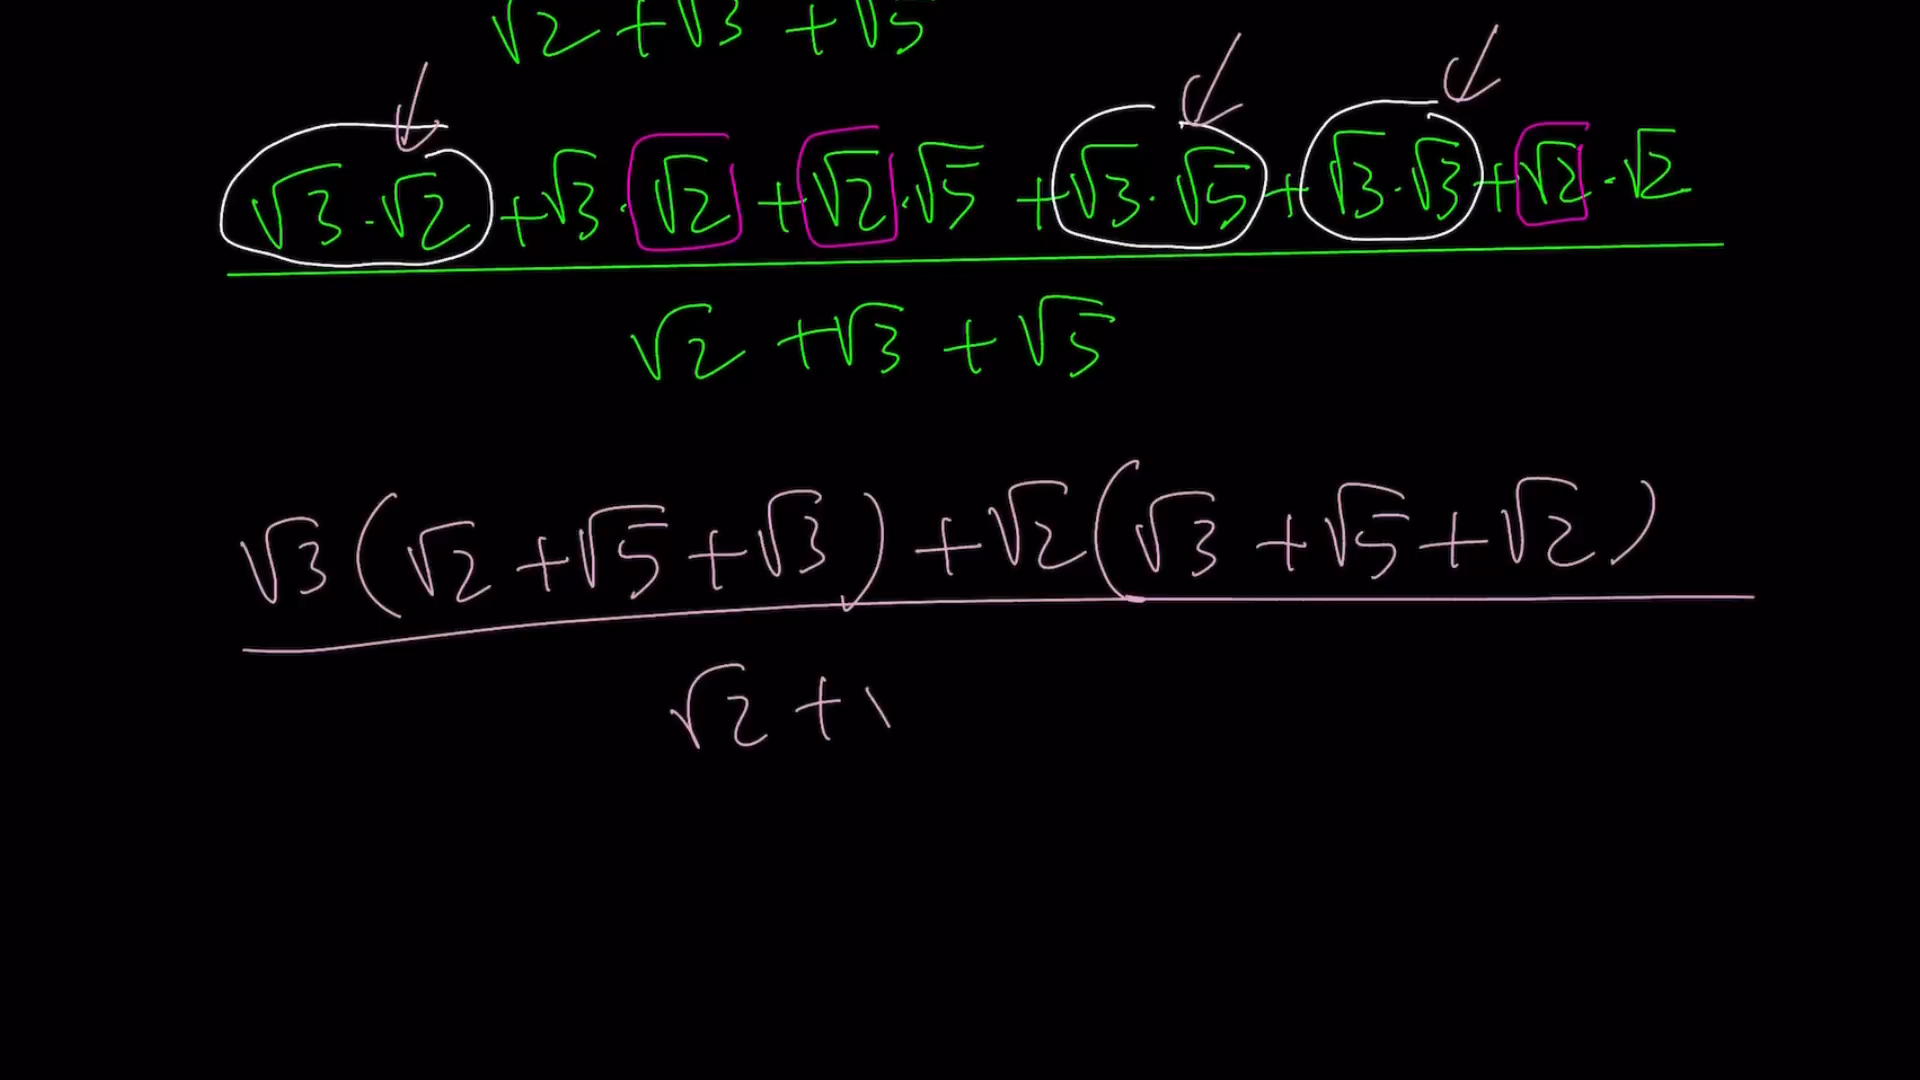 √2 + √3 + √5
√3 · √2 + √3 · √2 + √2 · √5 + √3 · √5 + √3 · √3 + √2 · √2
√2 + √3 + √5
√3 ( √2 + √5 + √3 ) + √2 ( √3 + √5 + √2 )
√2 +